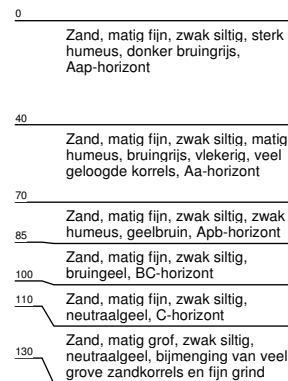 0
Zand, matig fijn, zwak siltig, sterk
humeus, donker bruingrijs,
Aap-horizont
40
Zand, matig fijn, zwak siltig, matig
humeus, bruingrijs, vlekerig, veel
geloogde korrels, Aa-horizont
70
Zand, matig fijn, zwak siltig, zwak
humeus, geelbruin, Apb-horizont
85
Zand, matig fijn, zwak siltig,
bruingeel, BC-horizont
100
Zand, matig fijn, zwak siltig,
neutraalgeel, C-horizont
110
Zand, matig grof, zwak siltig,
neutraalgeel, bijmenging van veel
grove zandkorrels en fijn grind
130